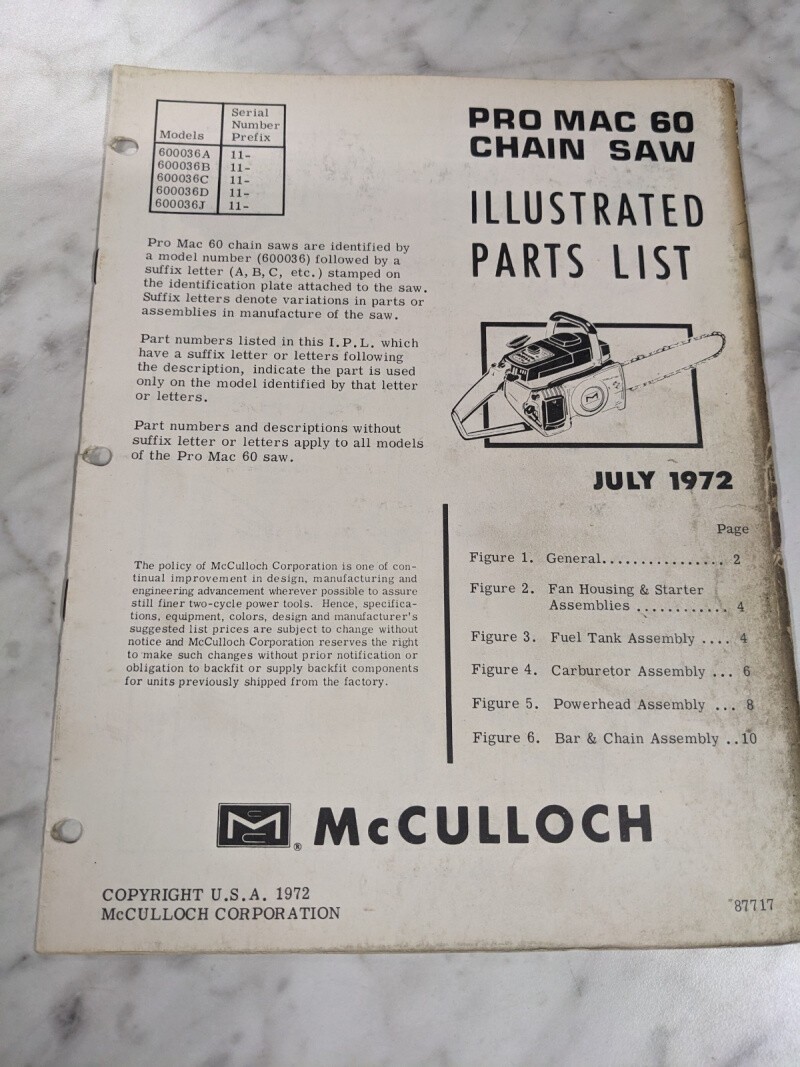 Models Serial Number Prefix
600036A 11-
600036B 11-
600036C 11-
600036D 11-
600036J 11-
Pro Mac 60 chain saws are identified by
a model number (600036) followed by a
suffix letter (A, B, C, etc.) stamped on
the identification plate attached to the saw.
Suffix letters denote variations in parts or
assemblies in manufacture of the saw.
Part numbers listed in this I.P.L. which
have a suffix letter or letters following
the description, indicate the part is used
only on the model identified by that letter
or letters.
Part numbers and descriptions without
suffix letter or letters apply to all models
of the Pro Mac 60 saw.
The policy of McCulloch Corporation is one of con-
tinual improvement in design, manufacturing and
engineering advancement wherever possible to assure
still finer two-cycle power tools. Hence, specifica-
tions, equipment, colors, design and manufacturer's
suggested list prices are subject to change without
notice and McCulloch Corporation reserves the right
to make such changes without prior notification or
obligation to backfit or supply backfit components
for units previously shipped from the factory.
PRO MAC 60
CHAIN SAW
ILLUSTRATED
PARTS LIST
JULY 1972
Page
Figure 1. General................ 2
Figure 2. Fan Housing & Starter
Assemblies ............ 4
Figure 3. Fuel Tank Assembly .... 4
Figure 4. Carburetor Assembly ... 6
Figure 5. Powerhead Assembly ... 8
Figure 6. Bar & Chain Assembly ..10
M® McCULLOCH
COPYRIGHT U.S.A. 1972
McCULLOCH CORPORATION
87717